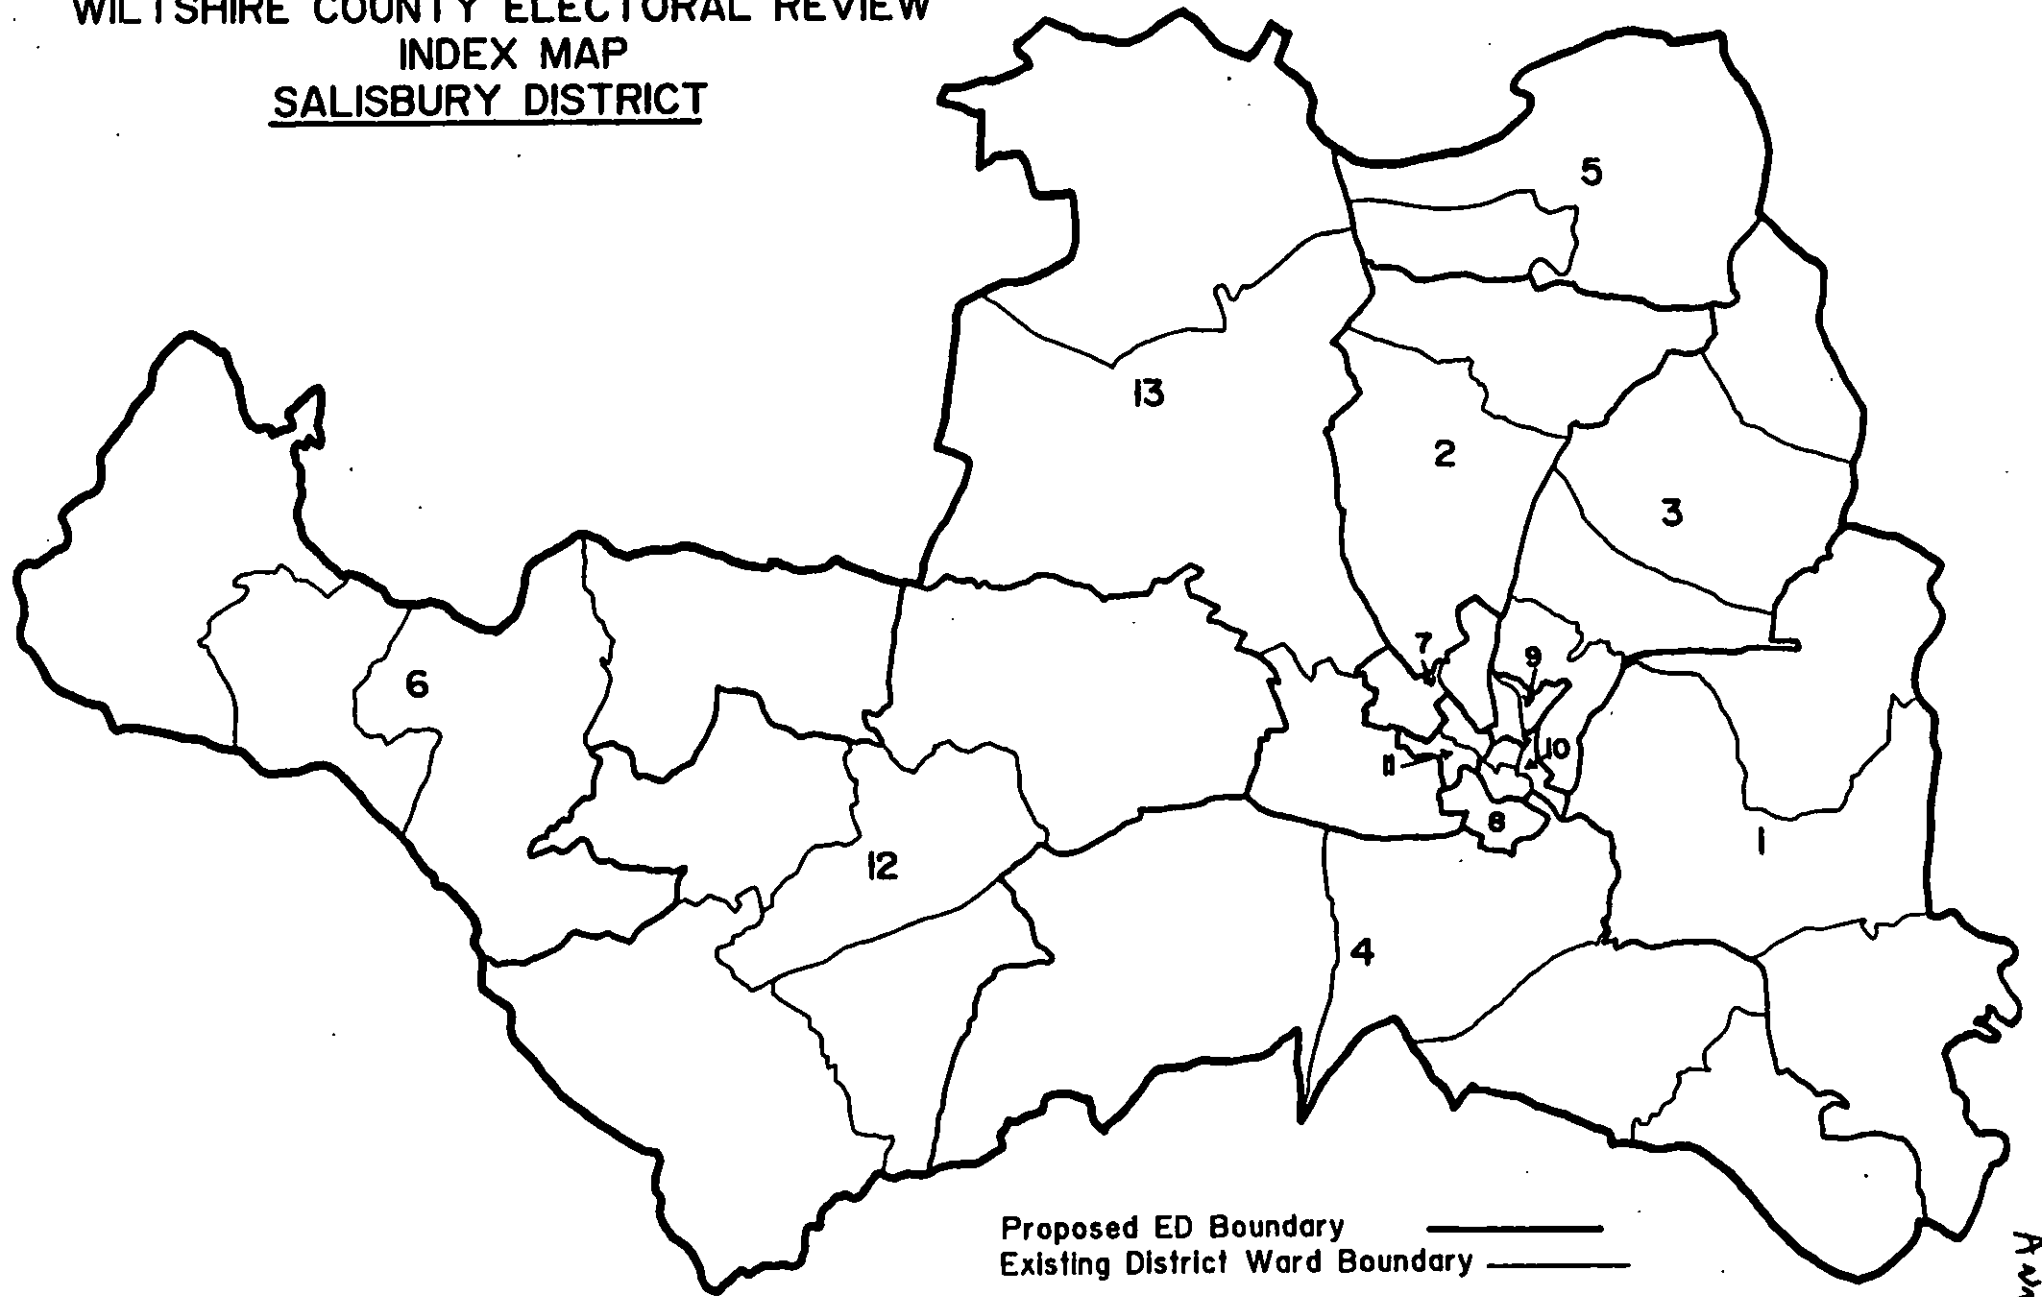 WILTSHIRE COUNTY ELECTORAL REVIEW
INDEX MAP
SALISBURY DISTRICT
5
13
2
3
7
9
6
10
11
8
12
1
4
Proposed ED Boundary
Existing District Ward Boundary